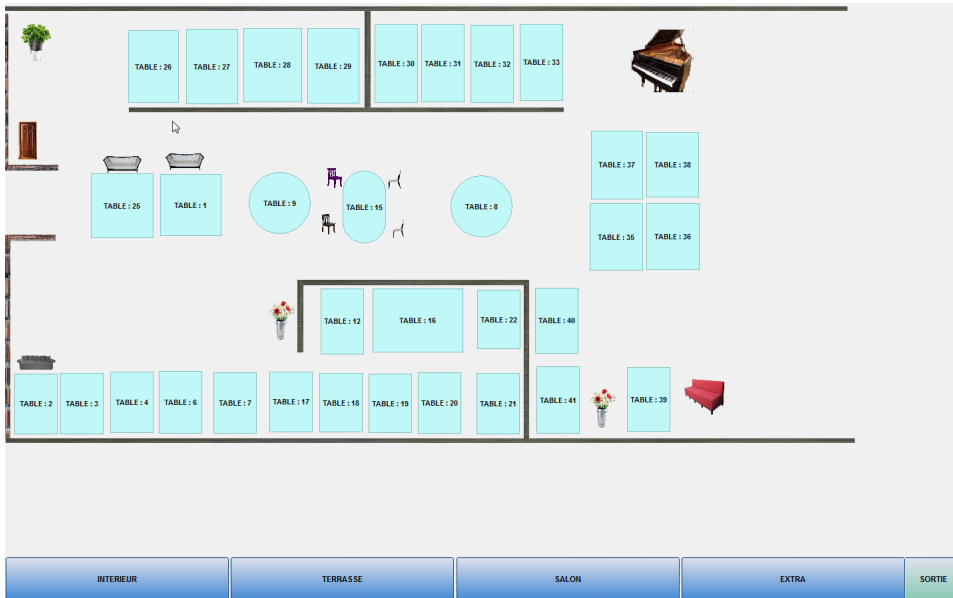 TABLE : 26
TABLE : 27
TABLE : 28
TABLE : 29
TABLE : 30
TABLE : 31
TABLE : 32
TABLE : 33
TABLE : 37
TABLE : 38
TABLE : 25
TABLE : 1
TABLE : 9
TABLE : 15
TABLE : 8
TABLE : 35
TABLE : 36
TABLE : 12
TABLE : 16
TABLE : 22
TABLE : 40
TABLE : 2
TABLE : 3
TABLE : 4
TABLE : 6
TABLE : 7
TABLE : 17
TABLE : 18
TABLE : 19
TABLE : 20
TABLE : 21
TABLE : 41
TABLE : 39
INTERIEUR
TERRASSE
SALON
EXTRA
SORTIE